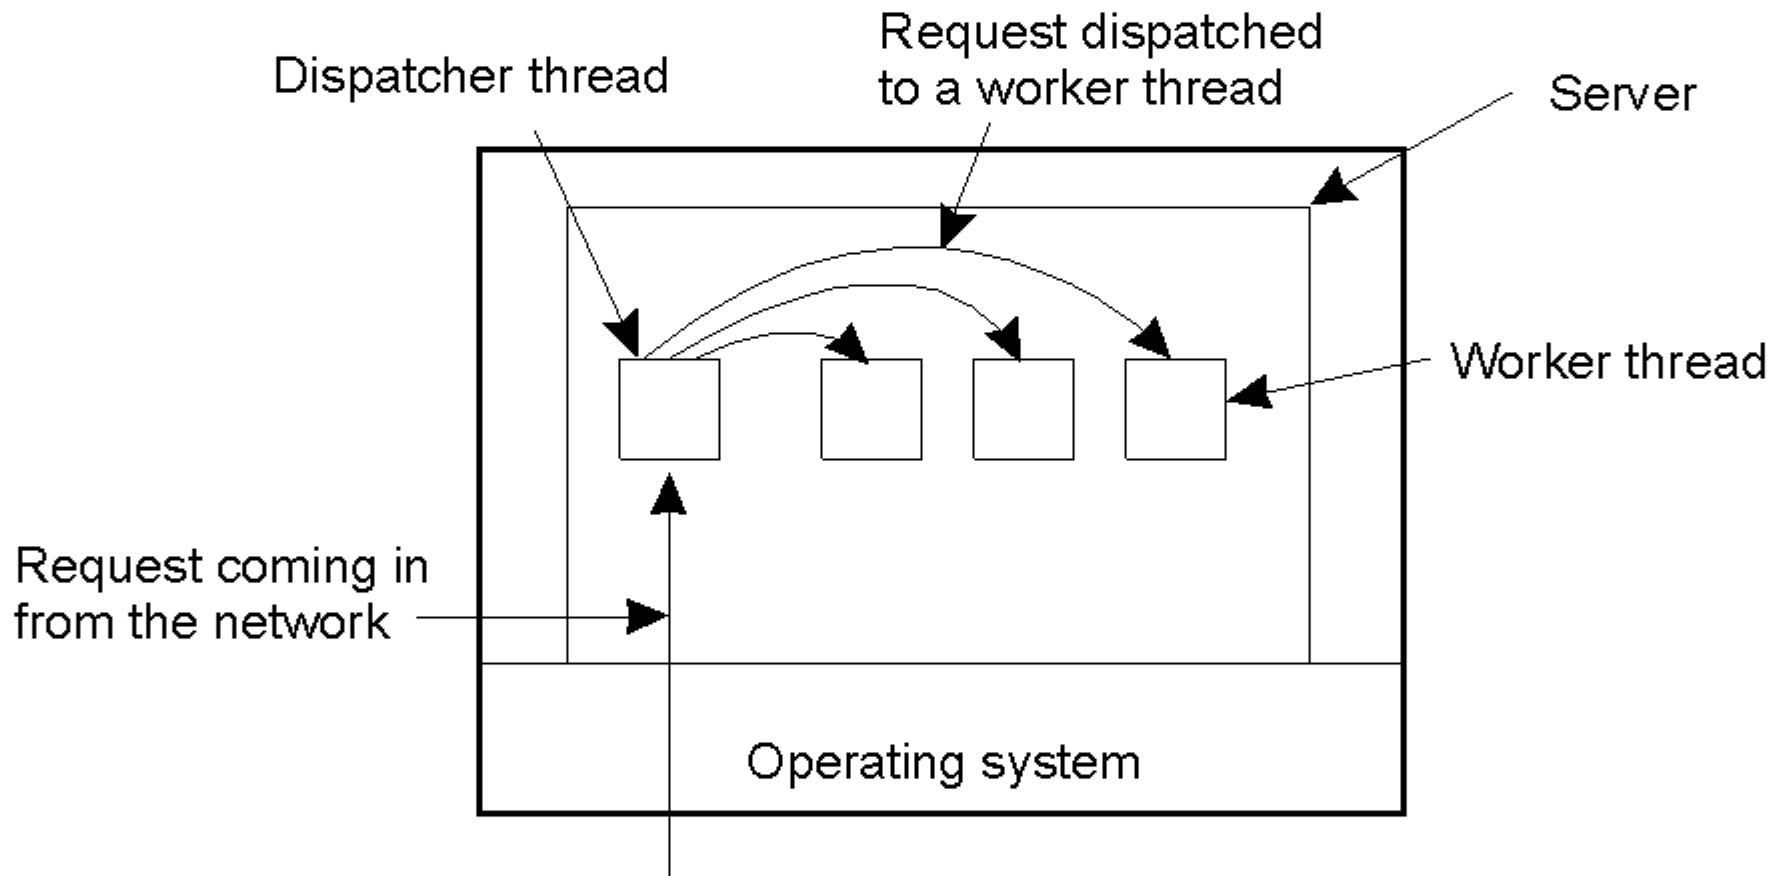 Request dispatched
to a worker thread
Dispatcher thread
Server
Worker thread
Request coming in
from the network
Operating system